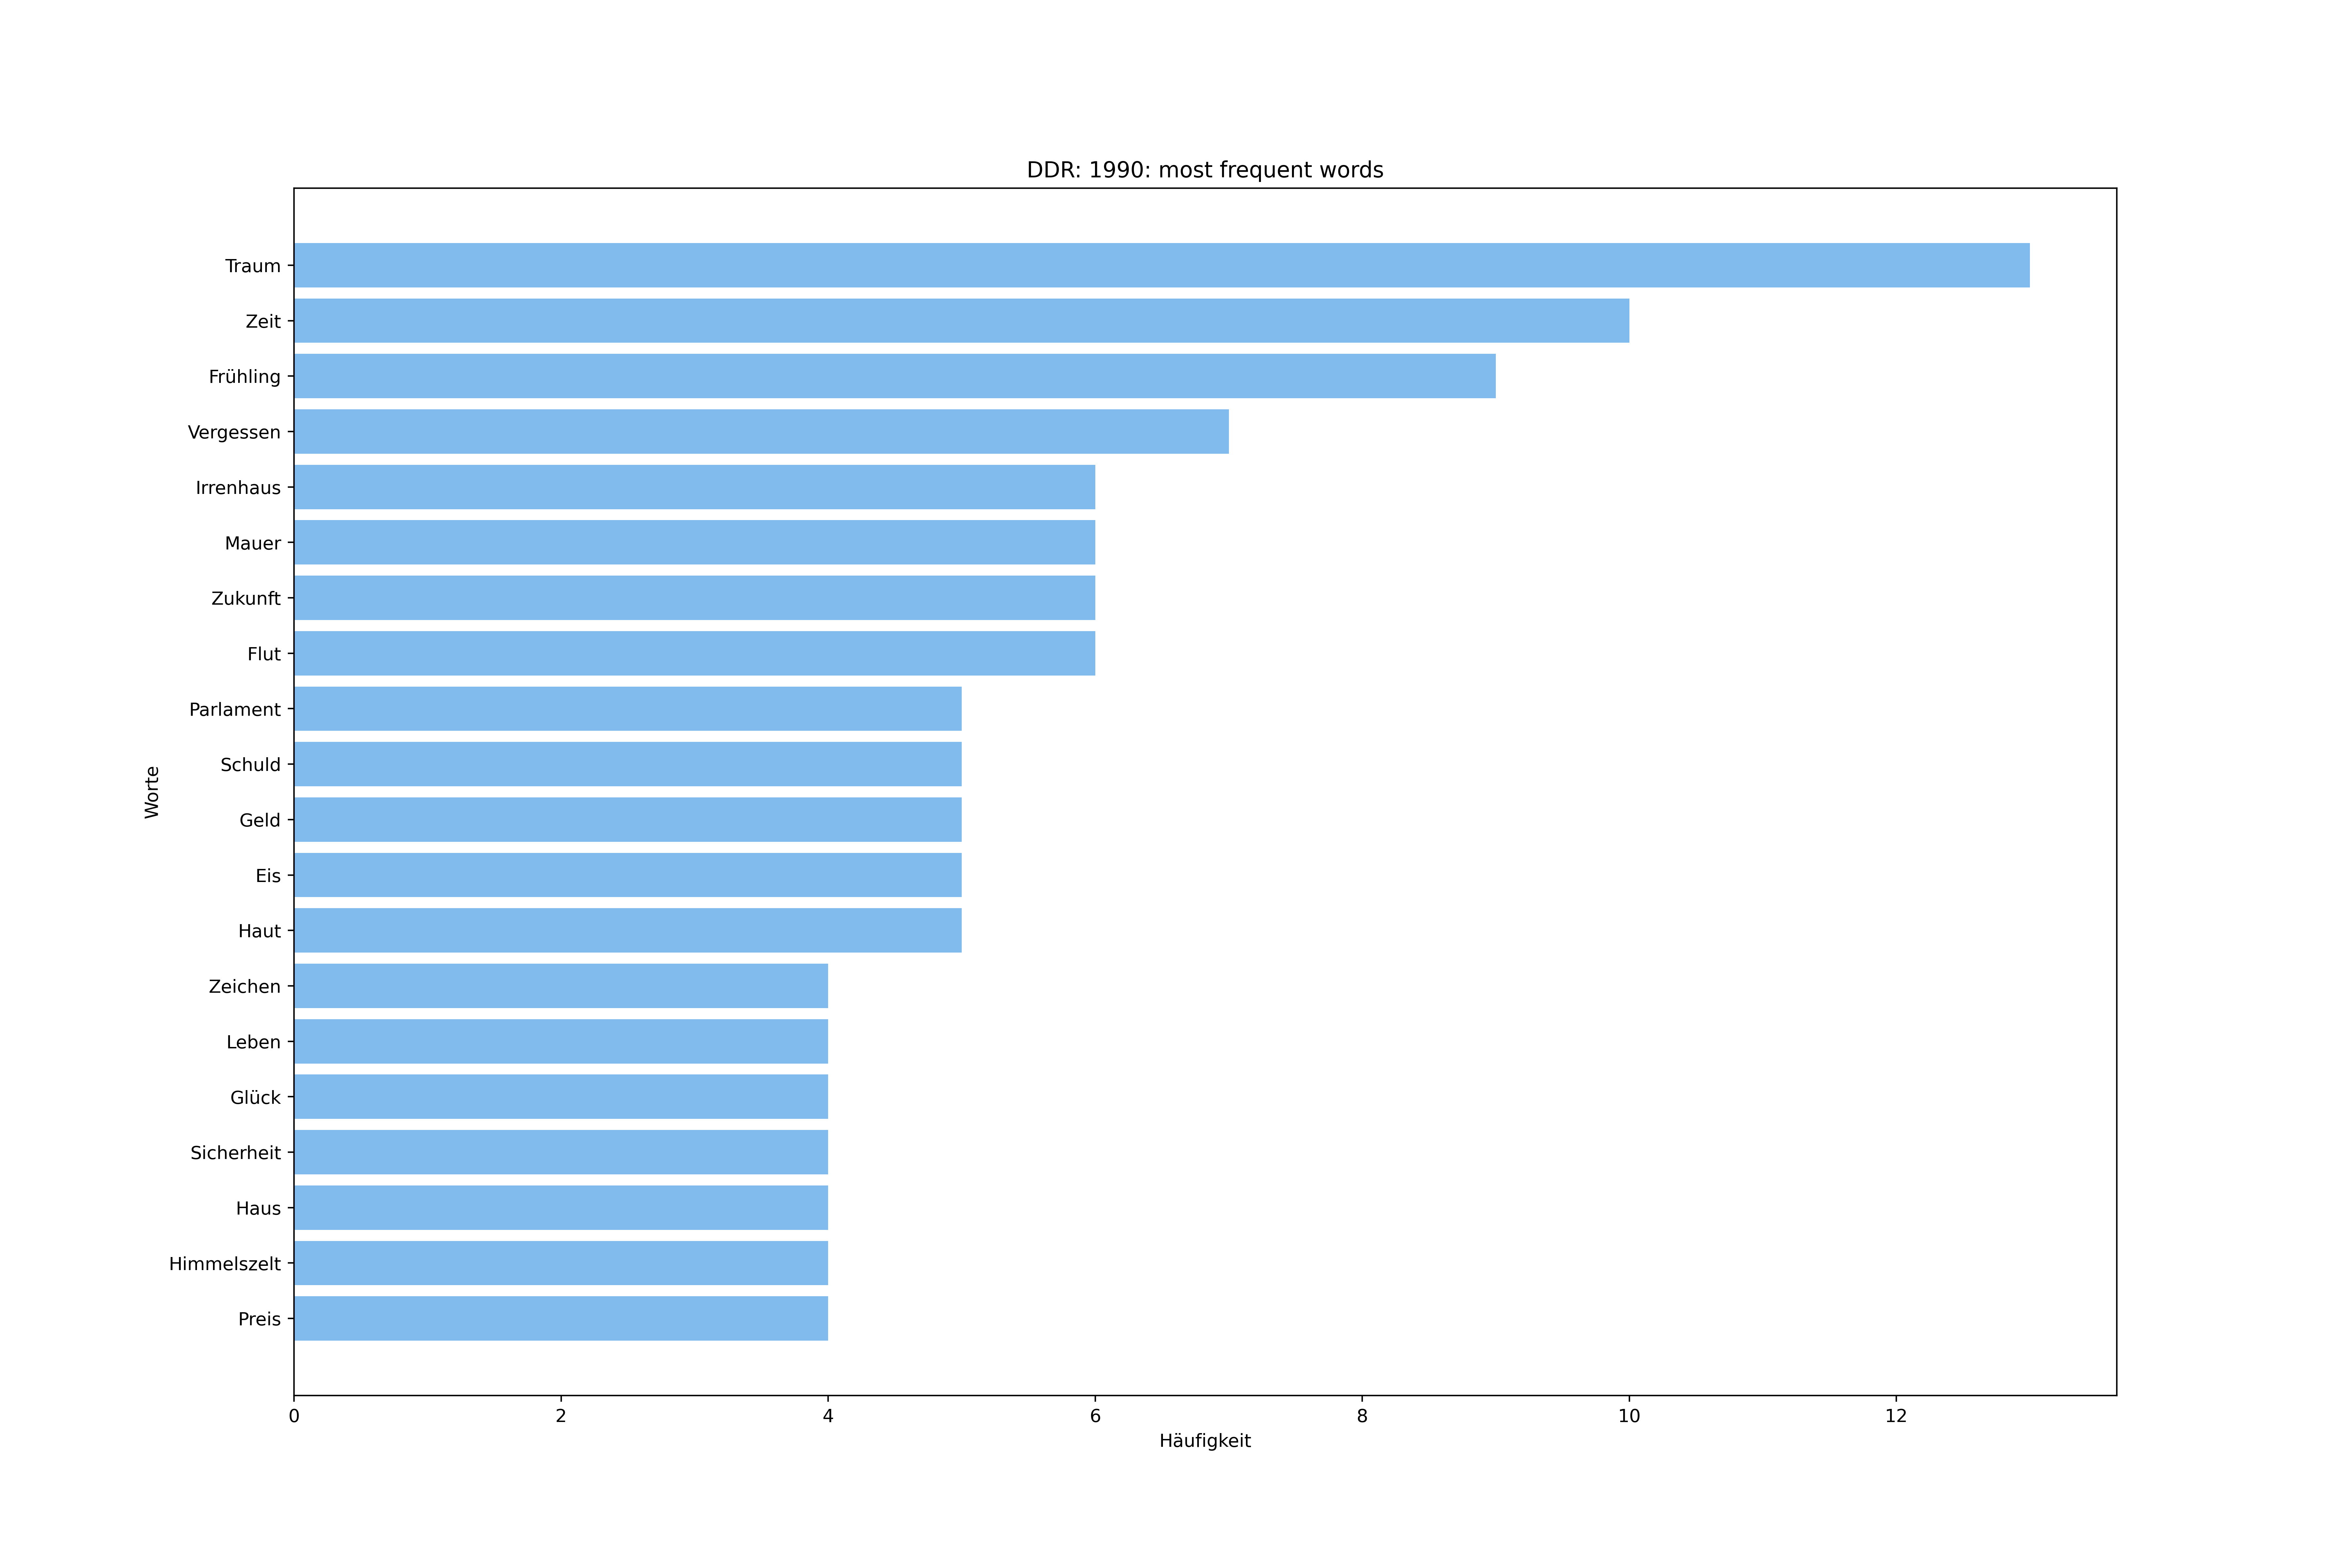 DDR: 1990: most frequent words
Traum
Zeit
Frühling
Vergessen
Irrenhaus
Mauer
Zukunft
Flut
Parlament
Schuld
Geld
Eis
Haut
Zeichen
Leben
Glück
Sicherheit
Haus
Himmelszelt
Preis
Worte
0 2 4 6 8 10 12
Häufigkeit